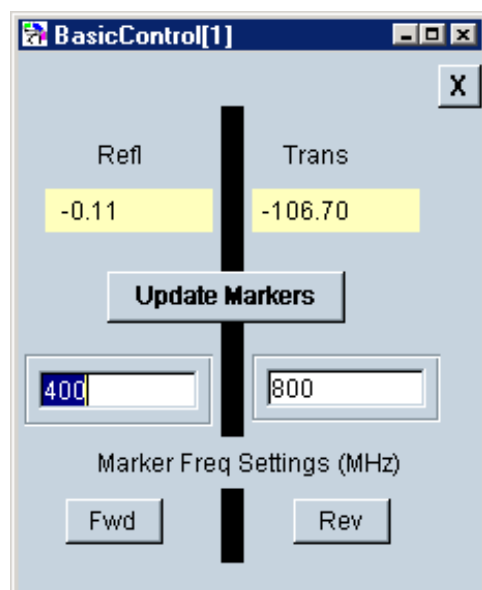 BasicControl[1]
X
Refl Trans
-0.11 -106.70
Update Markers
400 800
Marker Freq Settings (MHz)
Fwd Rev